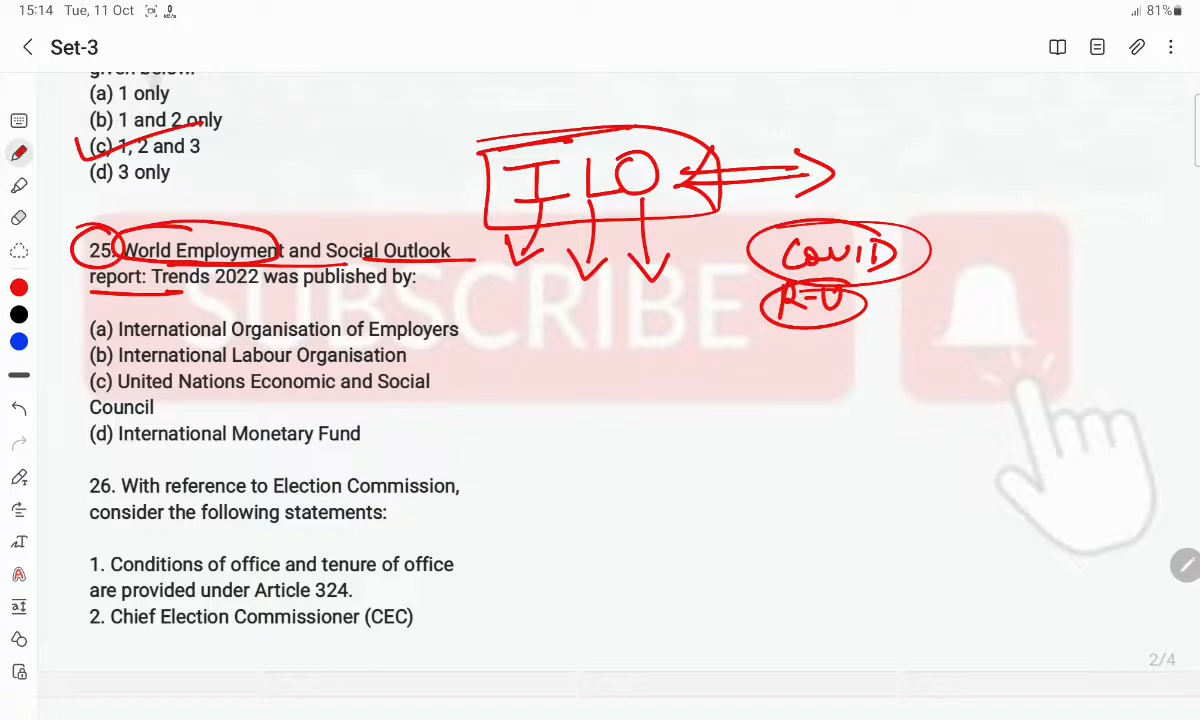 15:14 Tue, 11 Oct
81%
Set-3
given below:
(a) 1 only
(b) 1 and 2 only
(c) 1, 2 and 3
(d) 3 only
ILO
25. World Employment and Social Outlook
report: Trends 2022 was published by:
COVID
R=U
SUBSCRIBE
(a) International Organisation of Employers
(b) International Labour Organisation
(c) United Nations Economic and Social
Council
(d) International Monetary Fund
26. With reference to Election Commission,
consider the following statements:
1. Conditions of office and tenure of office
are provided under Article 324.
2. Chief Election Commissioner (CEC)
2/4